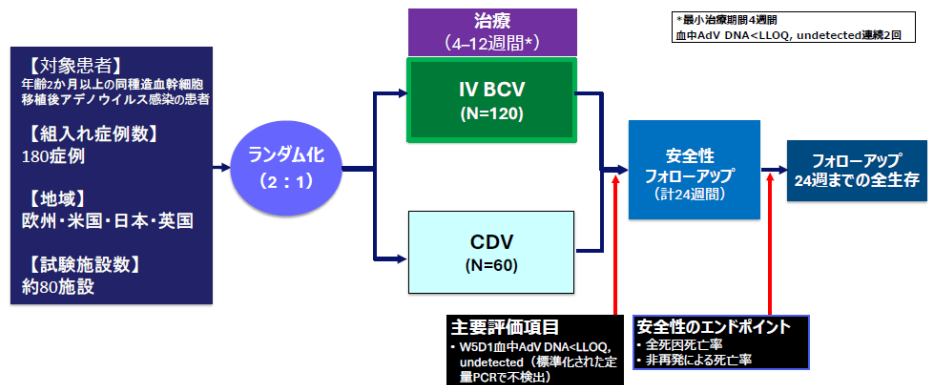 *最小治療期間4週間
血中AdV DNA<LLOQ, undetected連続2回
【対象患者】
年齢2か月以上の同種造血幹細胞
移植後アデノウイルス感染の患者
【組入れ症例数】
180症例
【地域】
欧州・米国・日本・英国
【試験施設数】
約80施設
ランダム化
(2：1)
治療
(4–12週間*)
IV BCV
(N=120)
CDV
(N=60)
安全性
フォローアップ
(計24週間)
フォローアップ
24週までの全生存
主要評価項目
• W5D1血中AdV DNA<LLOQ,
undetected（標準化された定
量PCRで不検出）
安全性のエンドポイント
• 全死因死亡率
• 非再発による死亡率